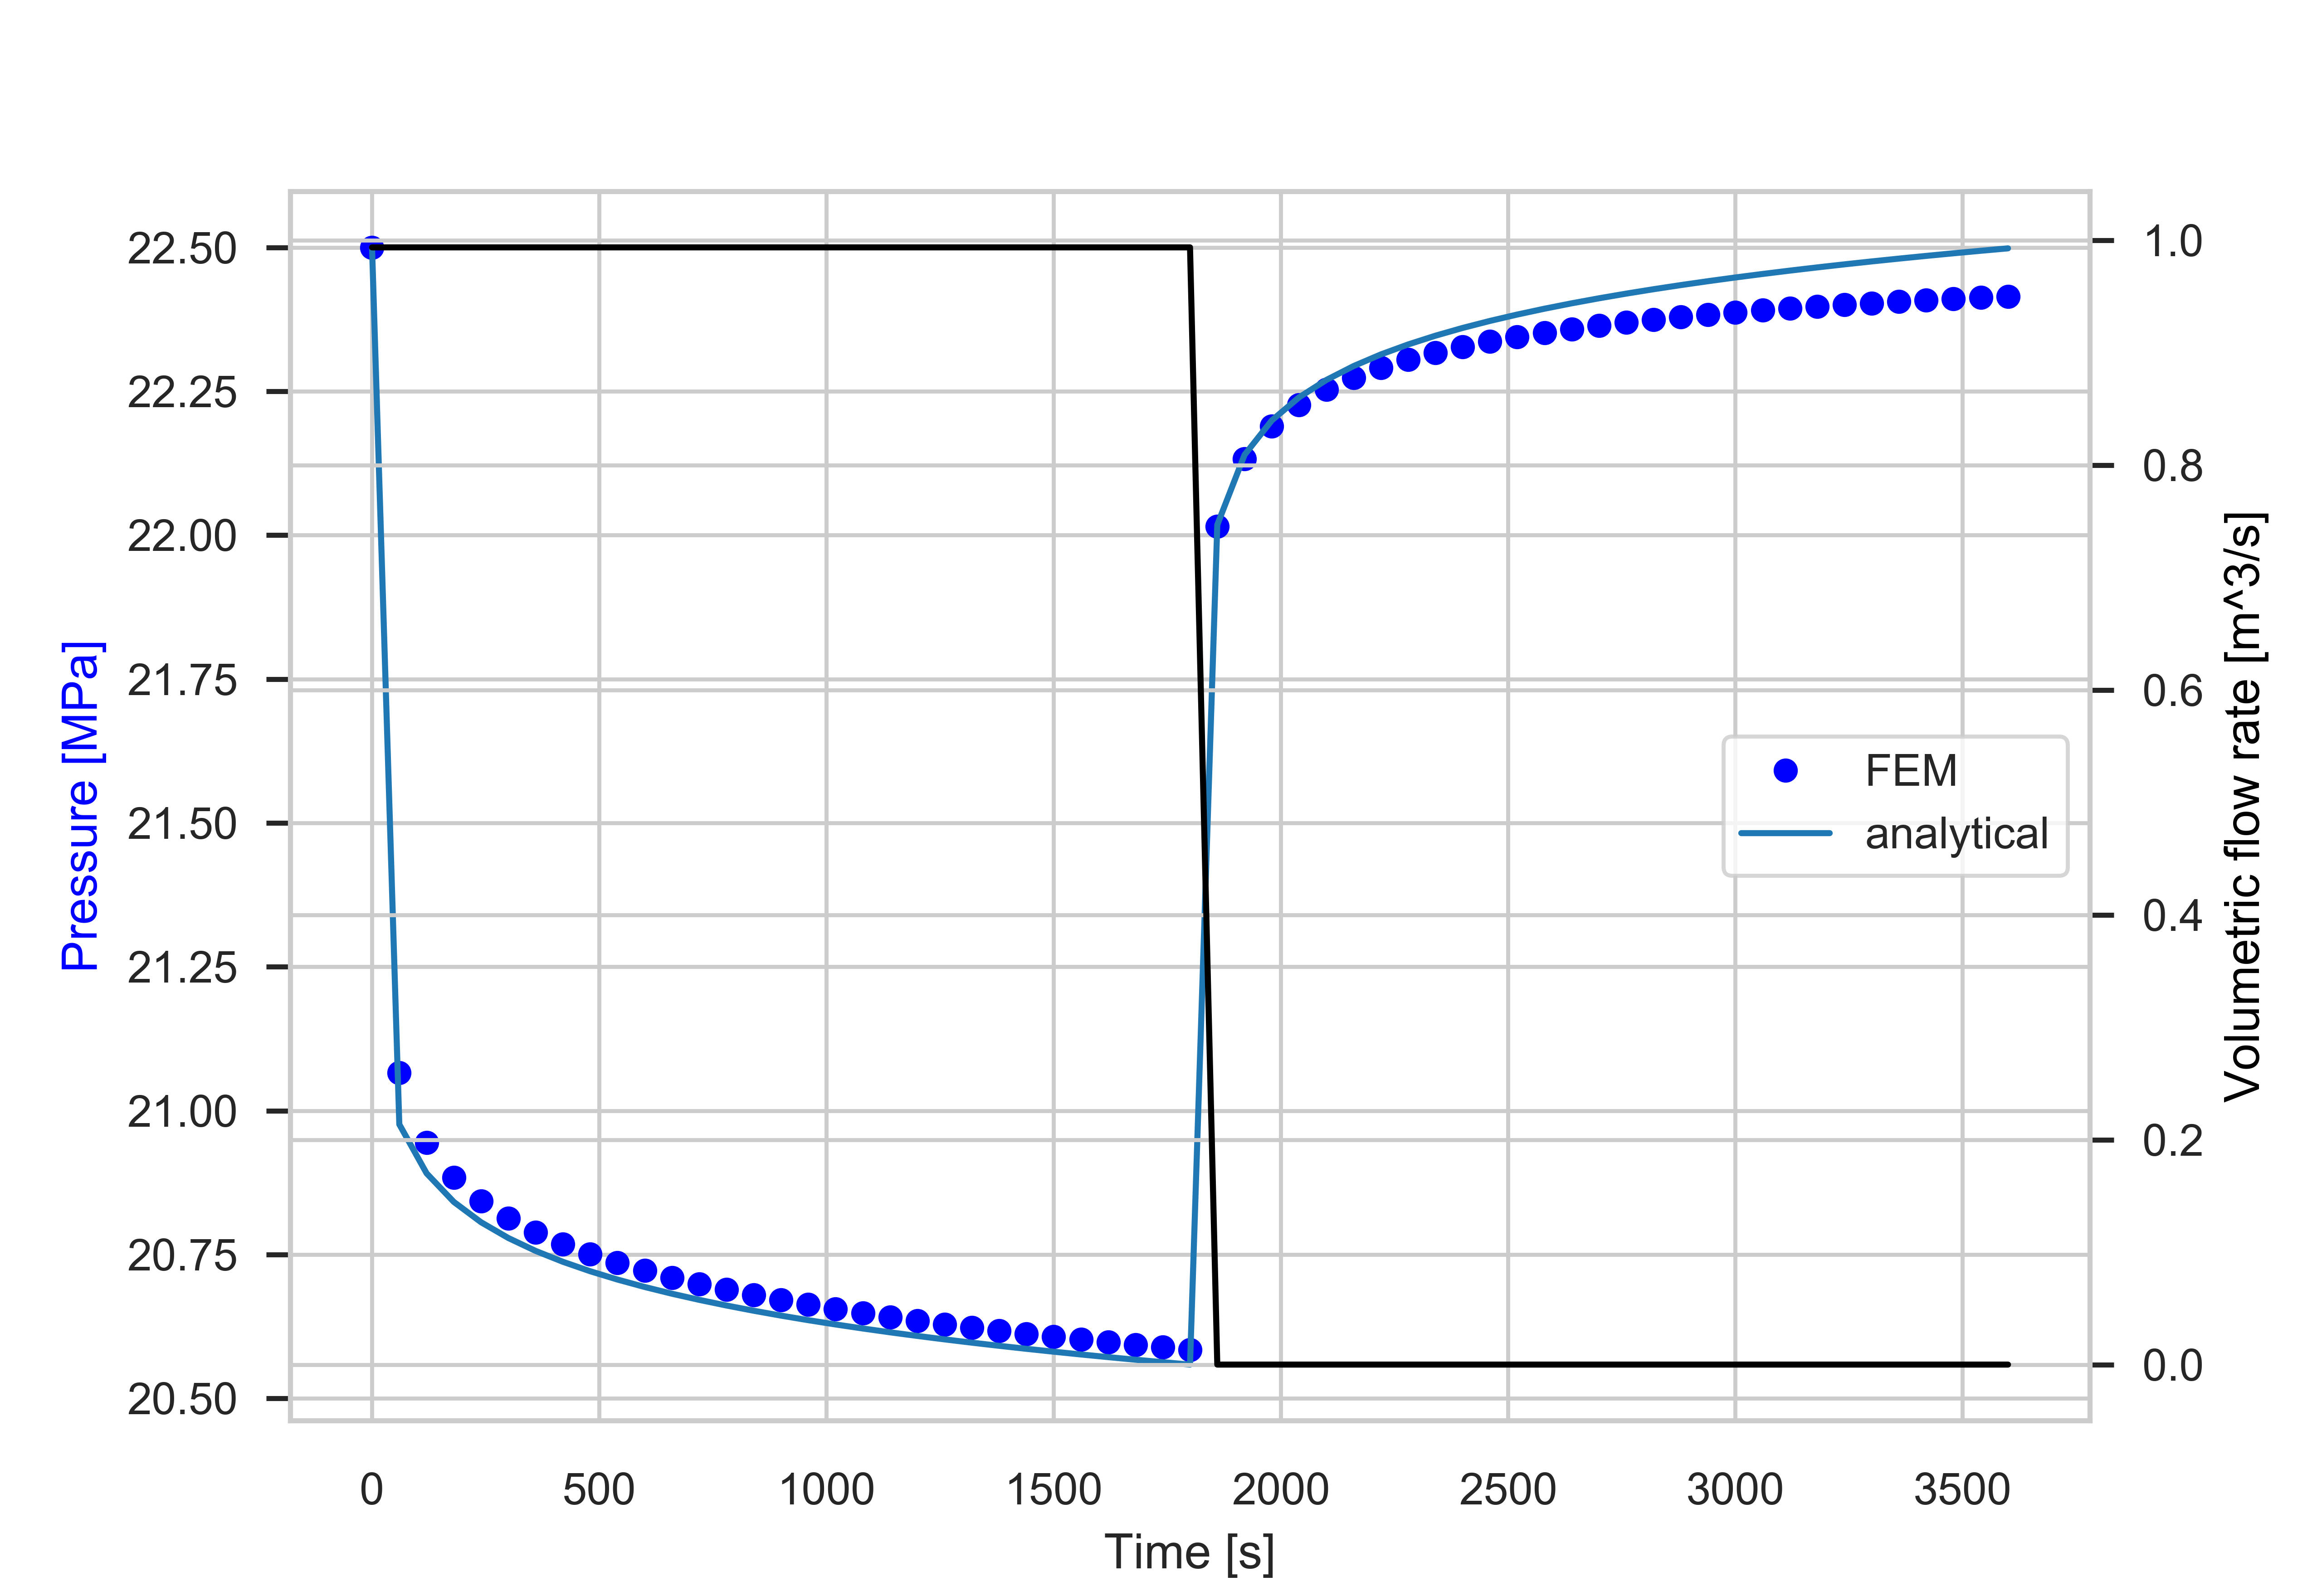 22.50
22.25
22.00
21.75
21.50
21.25
21.00
20.75
20.50
Pressure [MPa]
1.0
0.8
0.6
0.4
0.2
0.0
Volumetric flow rate [m^3/s]
FEM
analytical
0 500 1000 1500 2000 2500 3000 3500
Time [s]